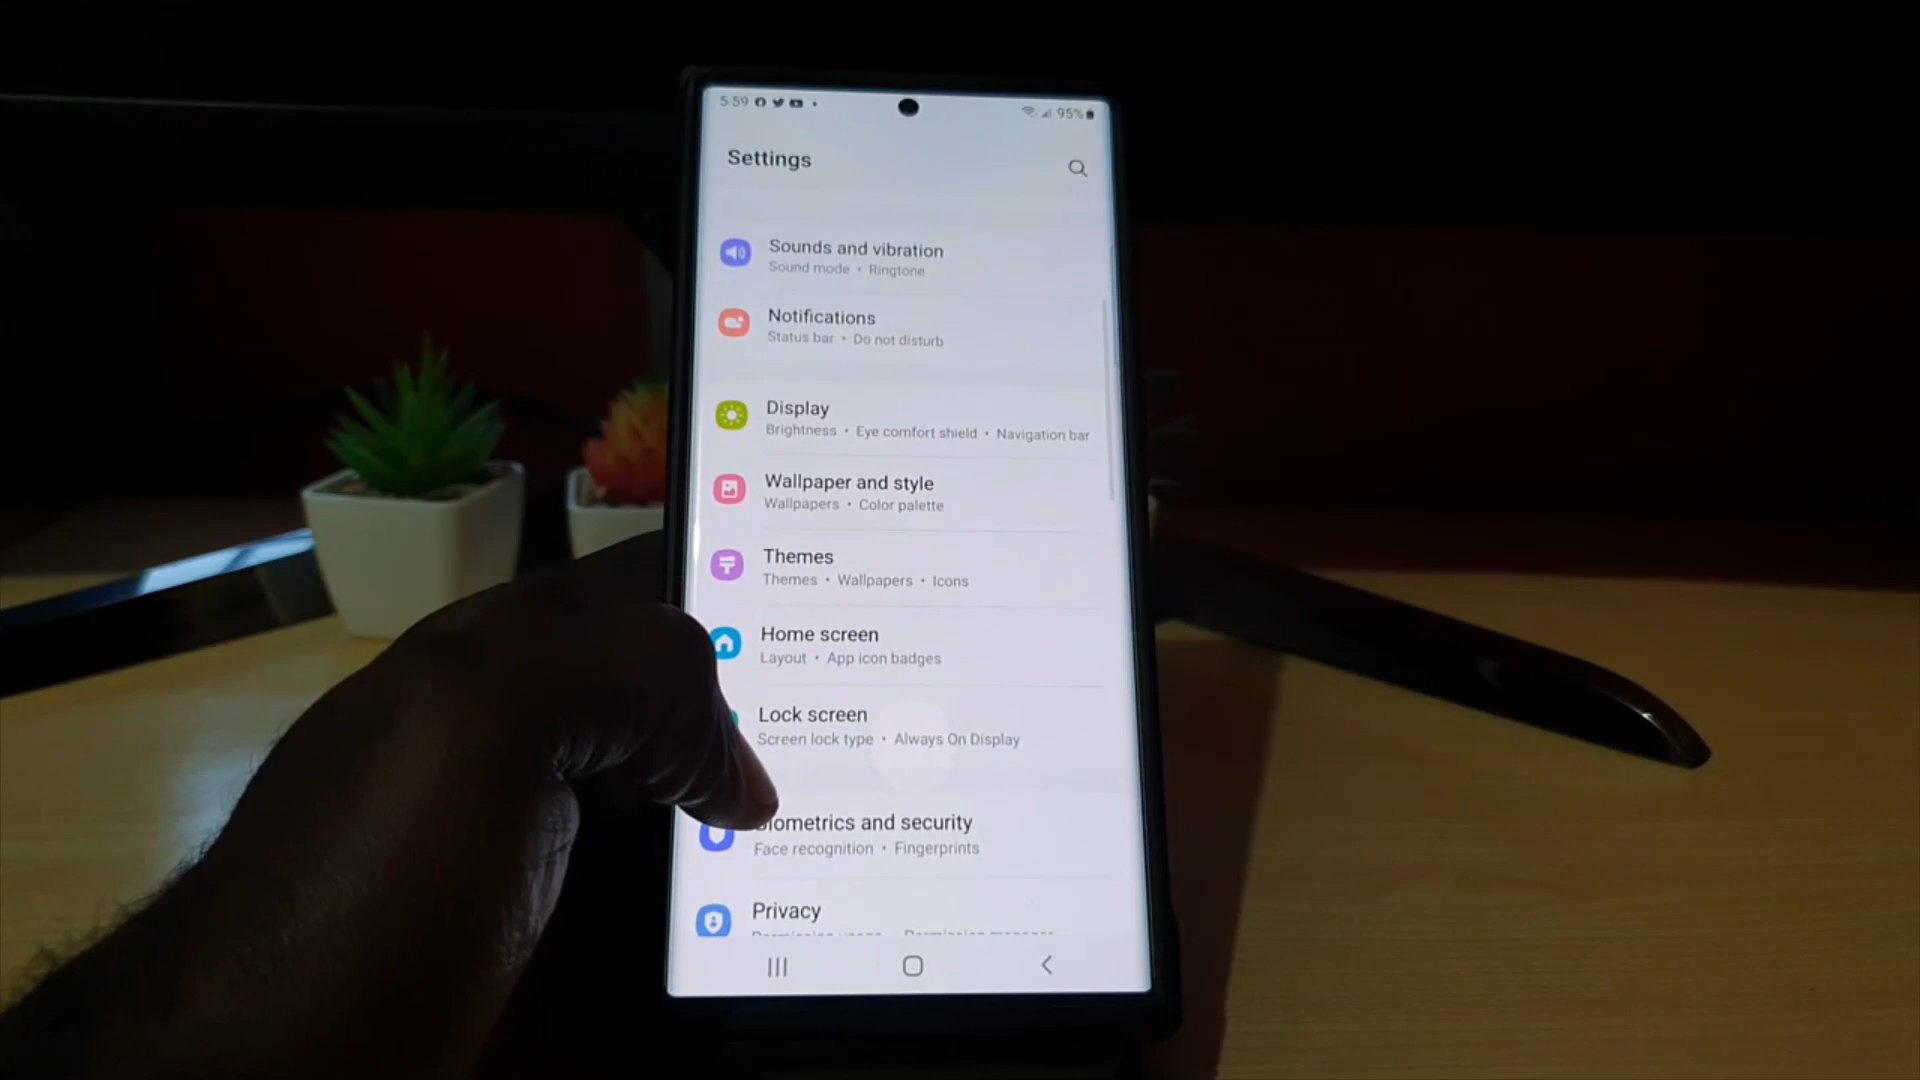 5:59
95%
Settings
Sounds and vibration
Sound mode • Ringtone
Notifications
Status bar • Do not disturb
Display
Brightness • Eye comfort shield • Navigation bar
Wallpaper and style
Wallpapers • Color palette
Themes
Themes • Wallpapers • Icons
Home screen
Layout • App icon badges
Lock screen
Screen lock type • Always On Display
Biometrics and security
Face recognition • Fingerprints
Privacy